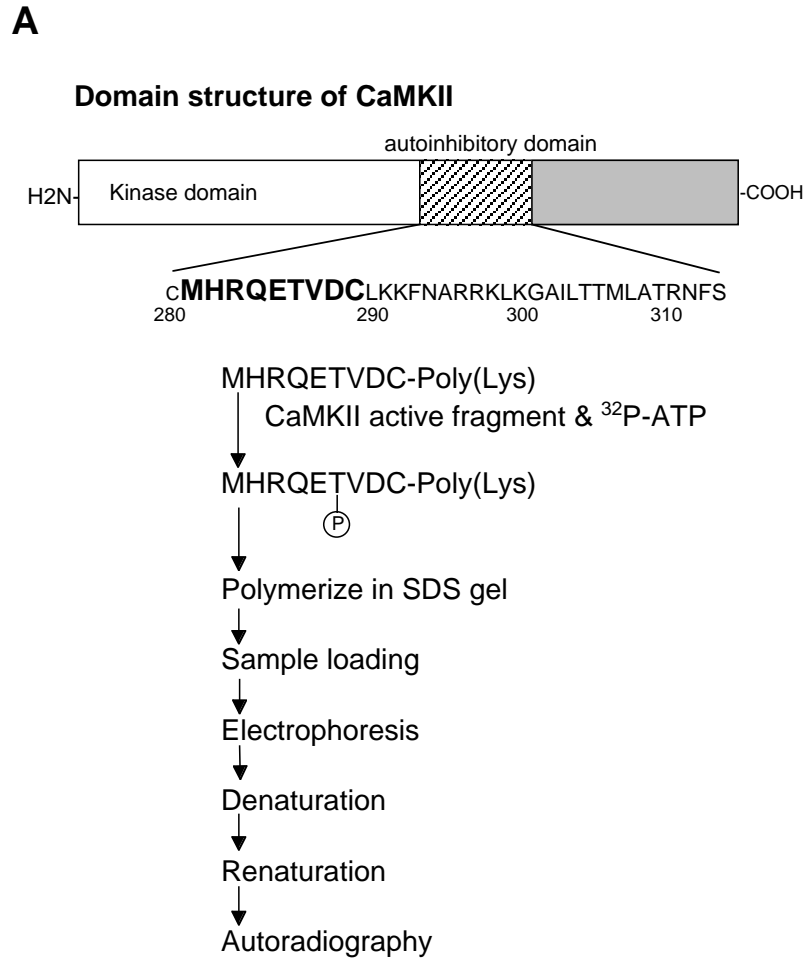 A
Domain structure of CaMKII
autoinhibitory domain
H2N-
Kinase domain
-COOH
CMHRQETVDCLKKFNARRKLKGAILTTMLATRNFS
280 290 300 310
MHRQETVDC-Poly(Lys)
CaMKII active fragment & ³²P-ATP
MHRQETVDC-Poly(Lys)
P
Polymerize in SDS gel
Sample loading
Electrophoresis
Denaturation
Renaturation
Autoradiography